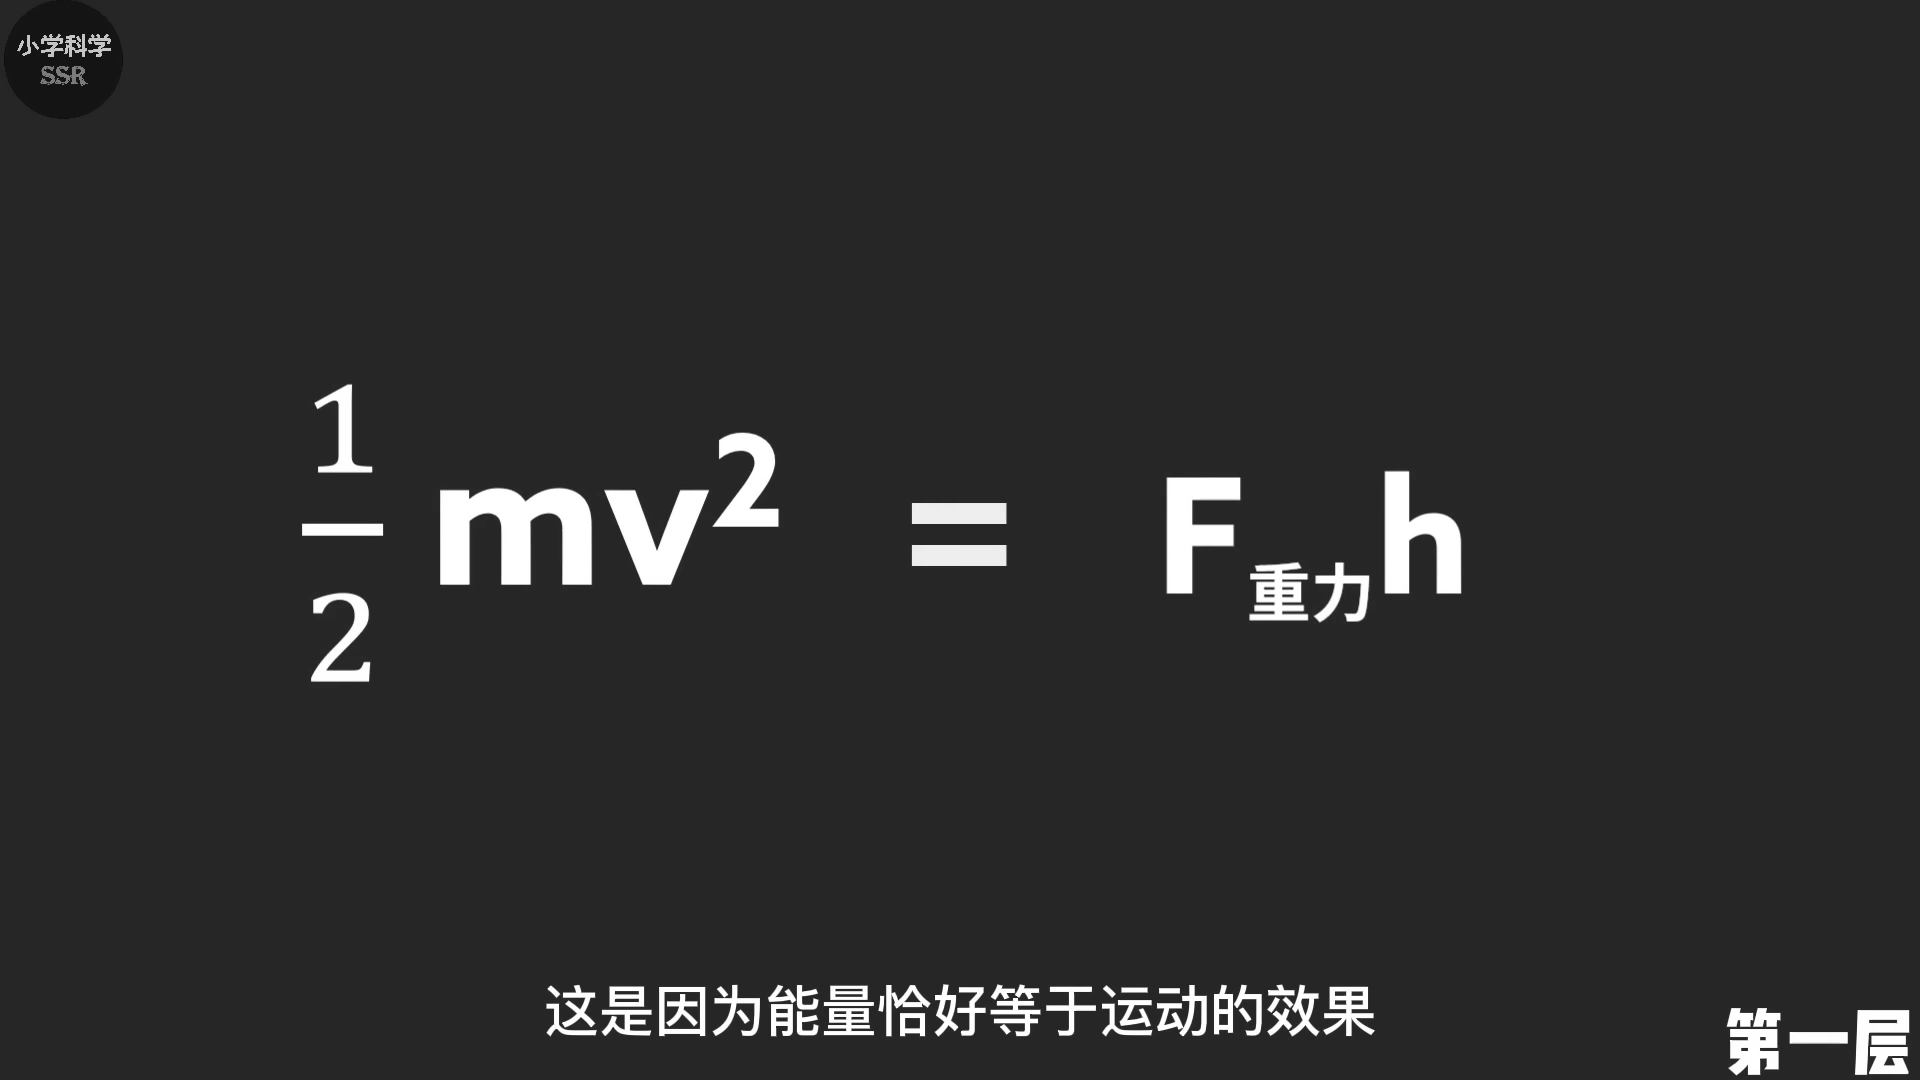 小学科学
SSR
½ mv² = F重力h
这是因为能量恰好等于运动的效果
第一层